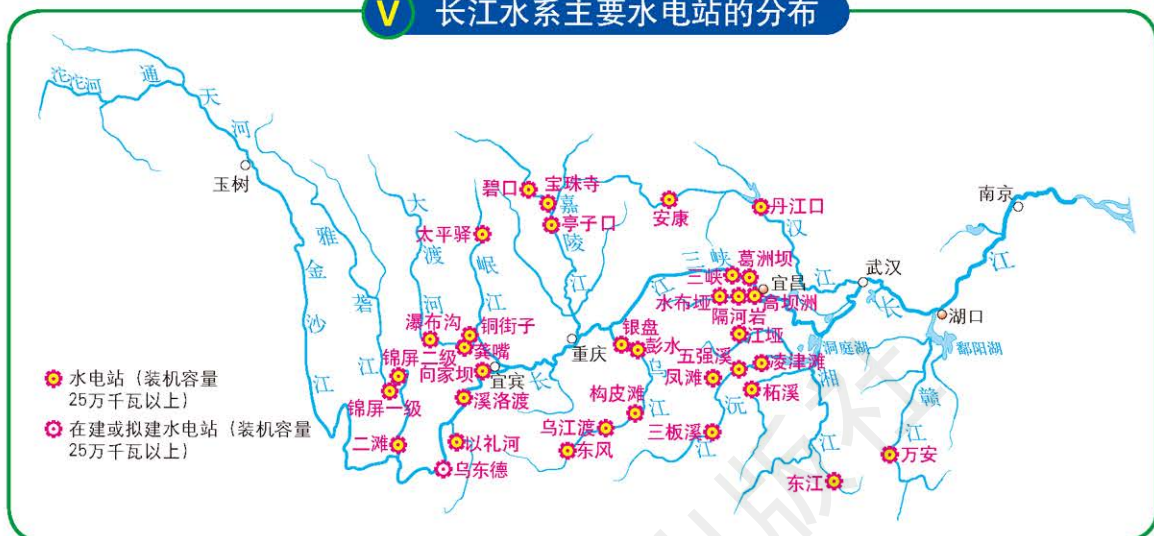 V 长江水系主要水电站的分布
沱沱河
通天河
玉树
雅砻江
金沙江
大渡河
岷江
嘉陵江
碧口
宝珠寺
亭子口
太平驿
安康
丹江口
汉江
南京
长江
三峡
三峡
葛洲坝
宜昌
武汉
水布垭
隔河岩
高坝洲
湖口
瀑布沟
铜街子
龚嘴
重庆
银盘
彭水
江垭
洞庭湖
鄱阳湖
锦屏二级
向家坝
宜宾
长江
五强溪
凌津滩
凤滩
锦屏一级
溪洛渡
构皮滩
乌江
沅江
柘溪
湘江
赣江
二滩
以礼河
乌江渡
东风
三板溪
万安
乌东德
东江
水电站（装机容量
25万千瓦以上）
在建或拟建水电站（装机容量
25万千瓦以上）
版社